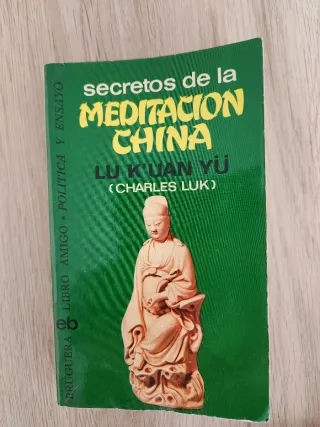 secretos de la
MEDITACION
CHINA
LU K'UAN YÜ
(CHARLES LUK)
BRUGUERA eb LIBRO AMIGO • POLITICA Y ENSAYO